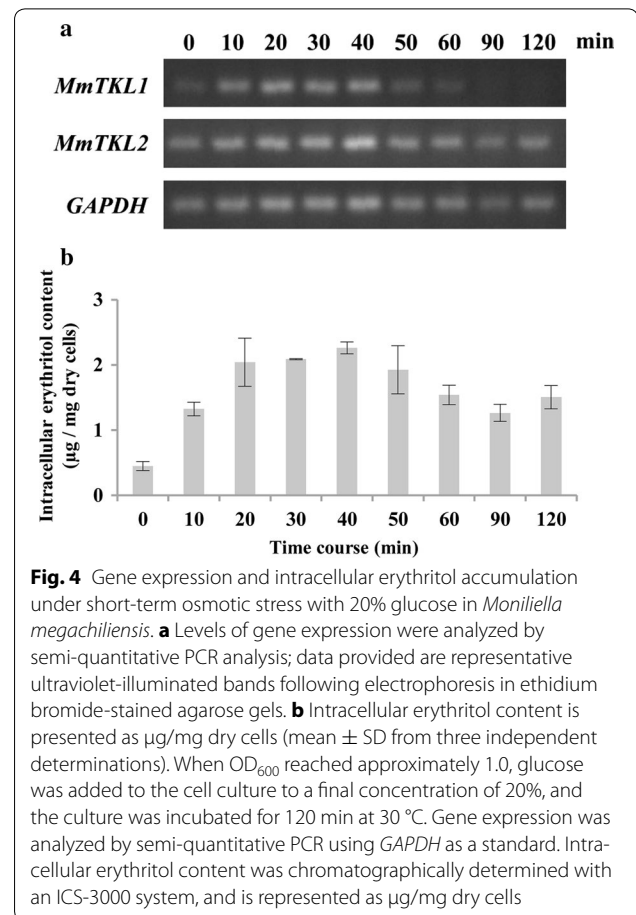 a
0 10 20 30 40 50 60 90 120 min
MmTKL1
MmTKL2
GAPDH
b
Intracellular erythritol content
(µg / mg dry cells)
3
2
1
0
0 10 20 30 40 50 60 90 120
Time course (min)
Fig. 4 Gene expression and intracellular erythritol accumulation
under short-term osmotic stress with 20% glucose in Moniliella
megachiliensis. a Levels of gene expression were analyzed by
semi-quantitative PCR analysis; data provided are representative
ultraviolet-illuminated bands following electrophoresis in ethidium
bromide-stained agarose gels. b Intracellular erythritol content is
presented as µg/mg dry cells (mean ± SD from three independent
determinations). When OD600 reached approximately 1.0, glucose
was added to the cell culture to a final concentration of 20%, and
the culture was incubated for 120 min at 30 °C. Gene expression was
analyzed by semi-quantitative PCR using GAPDH as a standard. Intra-
cellular erythritol content was chromatographically determined with
an ICS-3000 system, and is represented as µg/mg dry cells